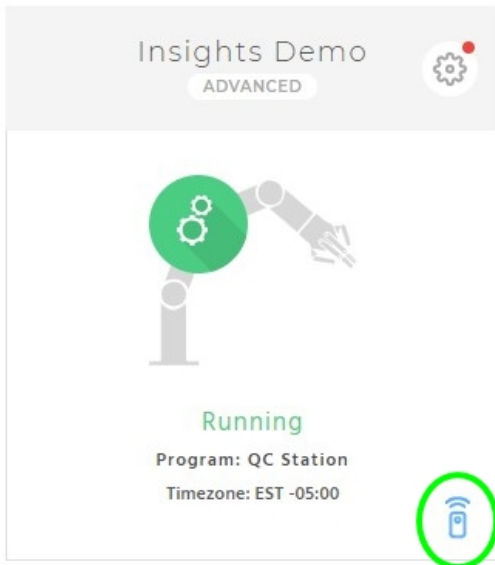 Insights Demo
ADVANCED
Running
Program: QC Station
Timezone: EST -05:00